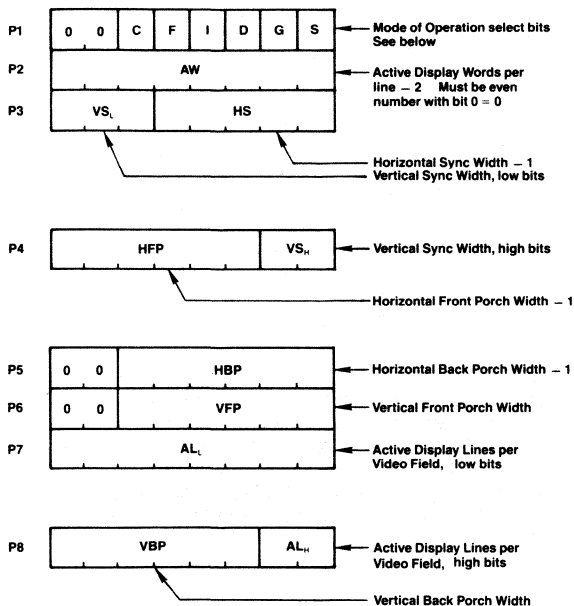 P1 0 0 C F I D G S Mode of Operation select bits
See below
P2 AW Active Display Words per
line – 2 Must be even
number with bit 0 = 0
P3 VSL HS
Horizontal Sync Width – 1
Vertical Sync Width, low bits
P4 HFP VSH Vertical Sync Width, high bits
Horizontal Front Porch Width – 1
P5 0 0 HBP Horizontal Back Porch Width – 1
P6 0 0 VFP Vertical Front Porch Width
P7 ALL Active Display Lines per
Video Field, low bits
P8 VBP ALH Active Display Lines per
Video Field, high bits
Vertical Back Porch Width